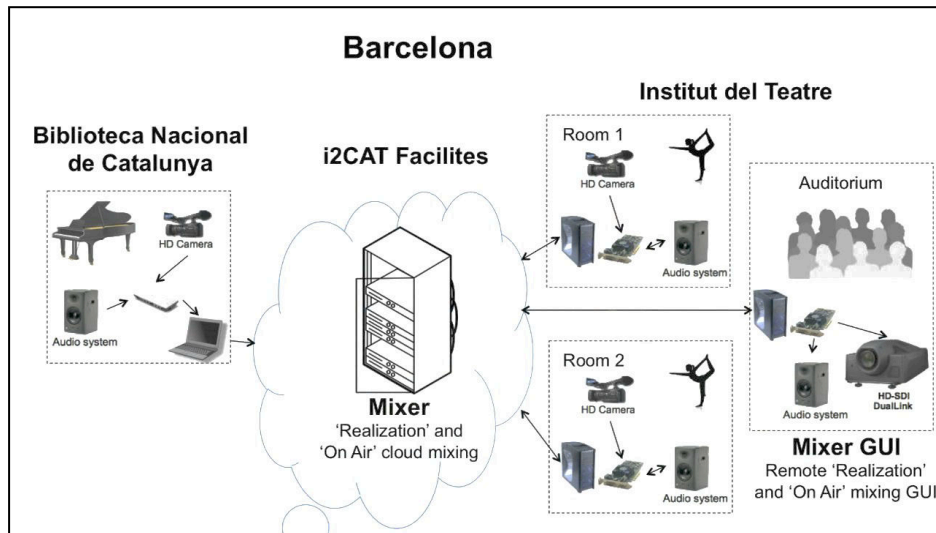 Barcelona
Institut del Teatre
Biblioteca Nacional
de Catalunya
i2CAT Facilites
HD Camera
Audio system
Mixer
'Realization' and
'On Air' cloud mixing
Room 1
HD Camera
Audio system
Room 2
HD Camera
Audio system
Auditorium
Audio system
HD-SDI
DualLink
Mixer GUI
Remote 'Realization'
and 'On Air' mixing GUI